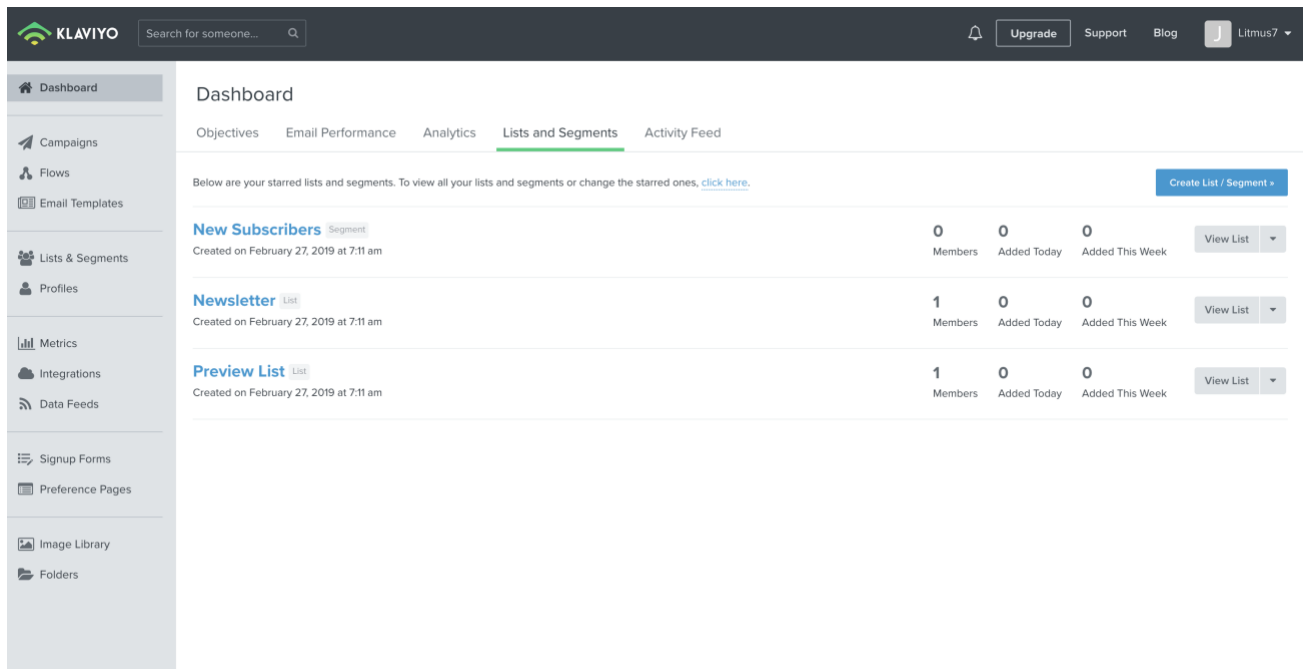 KLAVIYO
Search for someone...
Upgrade
Support
Blog
J
Litmus7
Dashboard
Campaigns
Flows
Email Templates
Lists & Segments
Profiles
Metrics
Integrations
Data Feeds
Signup Forms
Preference Pages
Image Library
Folders
Dashboard
Objectives Email Performance Analytics Lists and Segments Activity Feed
Below are your starred lists and segments. To view all your lists and segments or change the starred ones, click here.
Create List / Segment »
New Subscribers Segment
Created on February 27, 2019 at 7:11 am
0 0 0
Members Added Today Added This Week
View List
Newsletter List
Created on February 27, 2019 at 7:11 am
1 0 0
Members Added Today Added This Week
View List
Preview List List
Created on February 27, 2019 at 7:11 am
1 0 0
Members Added Today Added This Week
View List